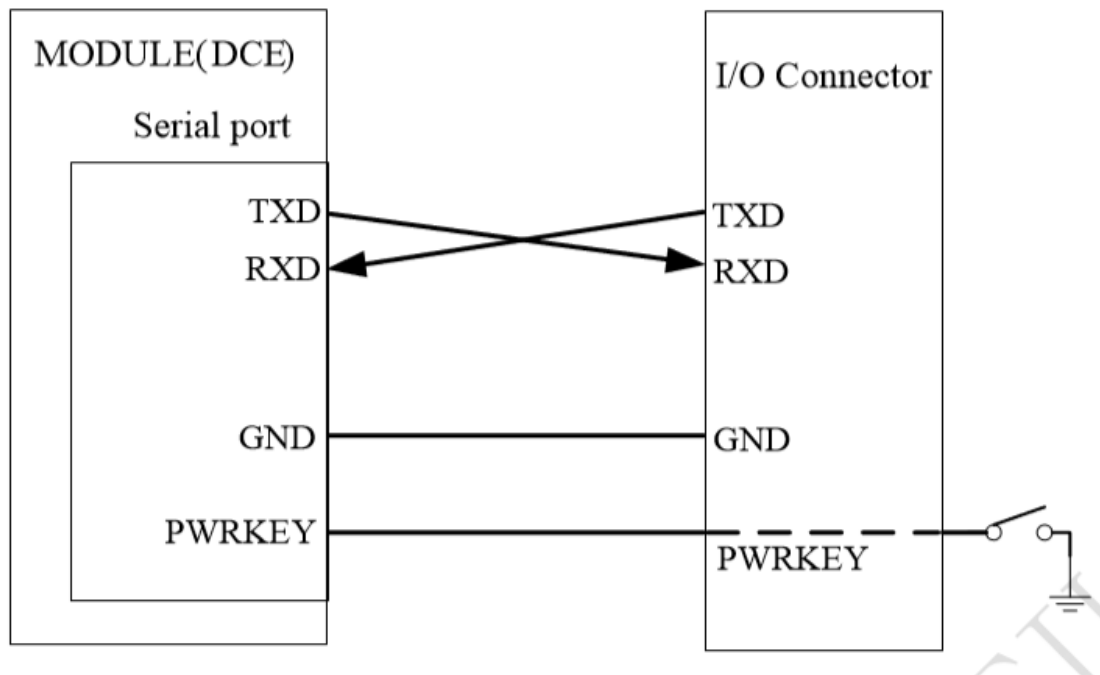 MODULE(DCE)
Serial port
TXD
RXD
GND
PWRKEY
I/O Connector
TXD
RXD
GND
PWRKEY